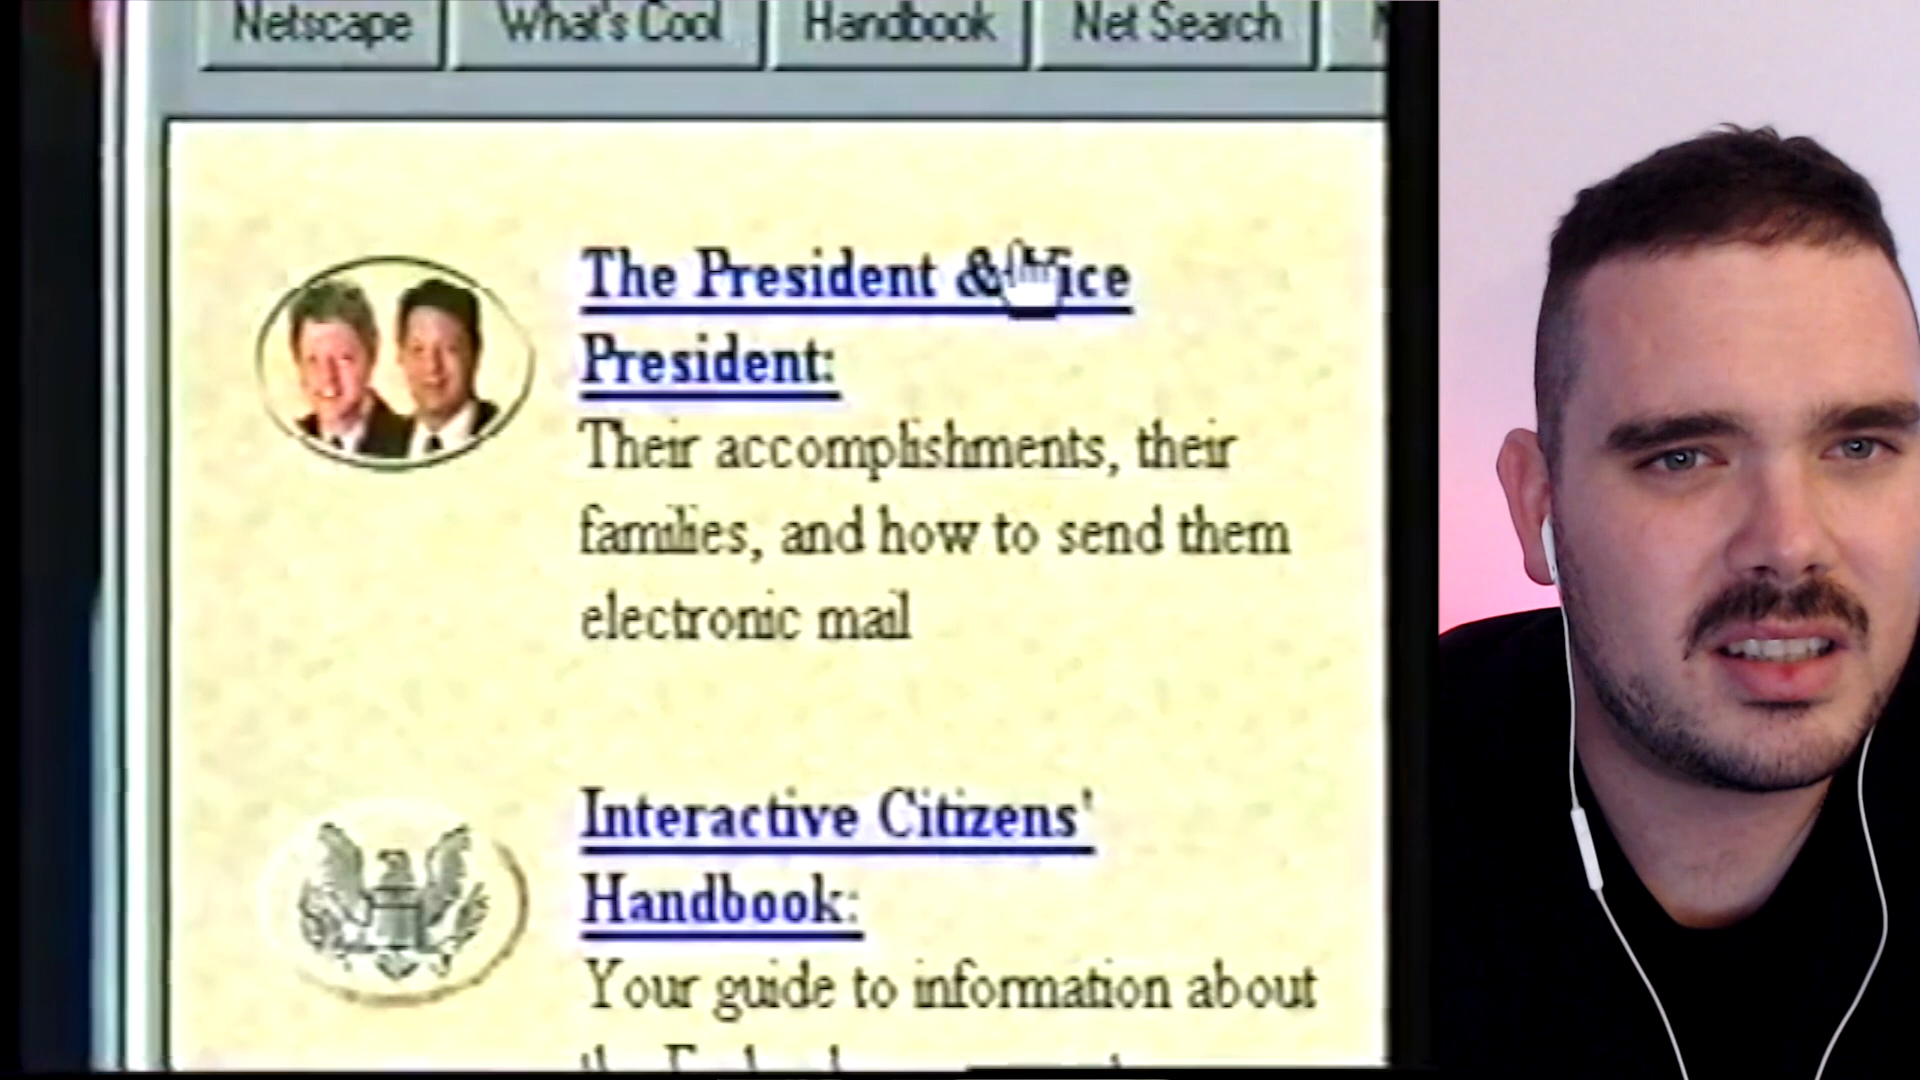 Netscape What's Cool Handbook Net Search
The President & Vice
President:
Their accomplishments, their
families, and how to send them
electronic mail
Interactive Citizens'
Handbook:
Your guide to information about